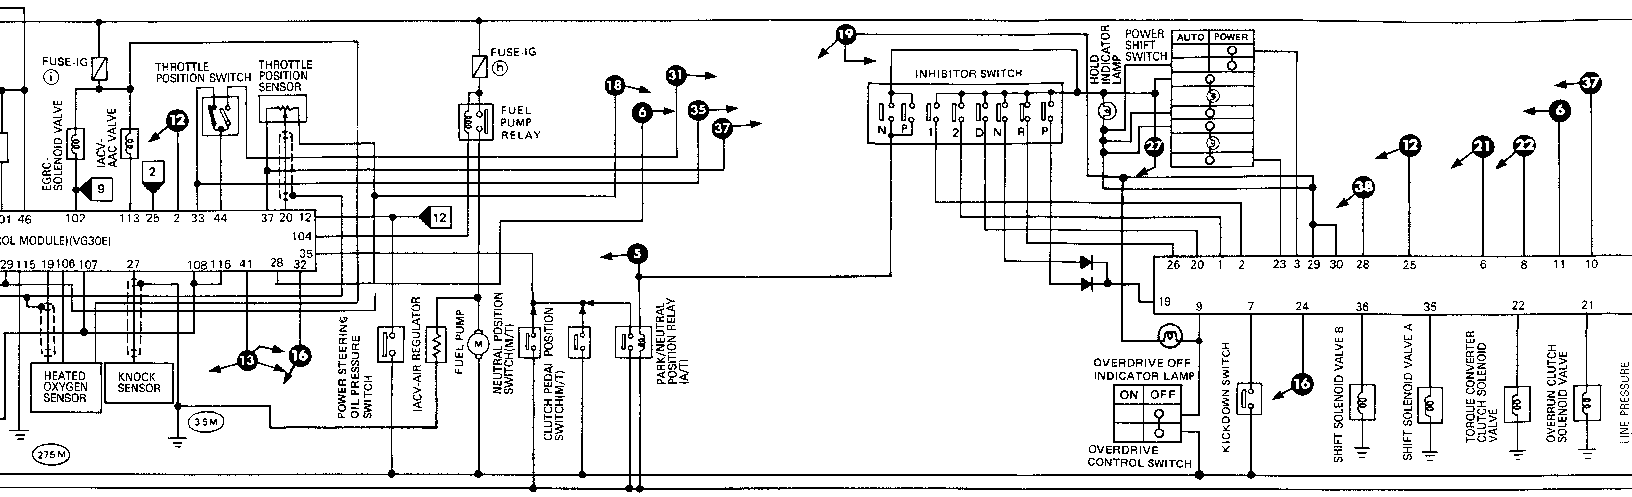 FUSE-IG
i
THROTTLE
POSITION SWITCH
THROTTLE
POSITION
SENSOR
FUSE-IG
h
FUEL
PUMP
RELAY
EGRC-
SOLENOID VALVE
IACV-
AAC VALVE
12
9
2
18
31
6
35
37
19
INHIBITOR SWITCH
N P 1 2 D N R P
HOLD
INDICATOR
LAMP
POWER
SHIFT
SWITCH
AUTO POWER
27
37
6
12
21
22
38
01 46 102 113 25 2 33 44 37 20 12
12
104
OL MODULE)(VG30E)
35
29 115 19 106 107 27 108 116 41 28 32
5
26 20 1 2 23 3 29 30 28 25 6 8 11 10
19
9 7 24 36 35 22 21
HEATED
OXYGEN
SENSOR
KNOCK
SENSOR
13
16
275M
35M
POWER STEERING
OIL PRESSURE
SWITCH
IACV-AIR REGULATOR
FUEL PUMP
M
NEUTRAL POSITION
SWITCH(M/T)
CLUTCH PEDAL POSITION
SWITCH(M/T)
PARK/NEUTRAL
POSITION RELAY
(A/T)
OVERDRIVE OFF
INDICATOR LAMP
ON OFF
OVERDRIVE
CONTROL SWITCH
KICKDOWN SWITCH
16
SHIFT SOLENOID VALVE B
SHIFT SOLENOID VALVE A
TORQUE CONVERTER
CLUTCH SOLENOID
VALVE
OVERRUN CLUTCH
SOLENOID VALVE
LINE PRESSURE